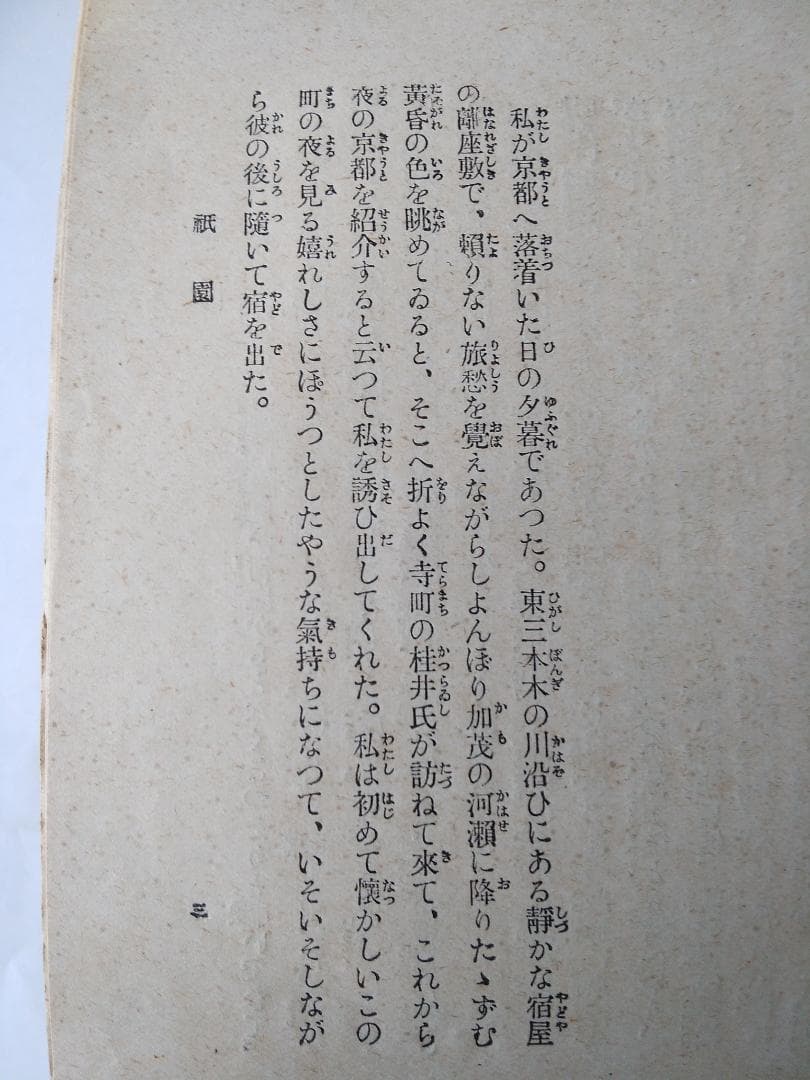 私が京都へ落着いた日の夕暮であつた。東三本木の川沿ひにある靜かな宿屋
の離座敷で、頼りない旅愁を覺えながらしよんぼり加茂の河瀬に降りたゝずむ
黄昏の色を眺めてゐると、そこへ折よく寺町の桂井氏が訪ねて來て、これから
夜の京都を紹介すると云つて私を誘ひ出してくれた。私は初めて懷かしいこの
町の夜を見る嬉れしさにぽうつとしたやうな氣持ちになつて、いそいそしなが
ら彼の後に隨いて宿を出た。
祇園
三